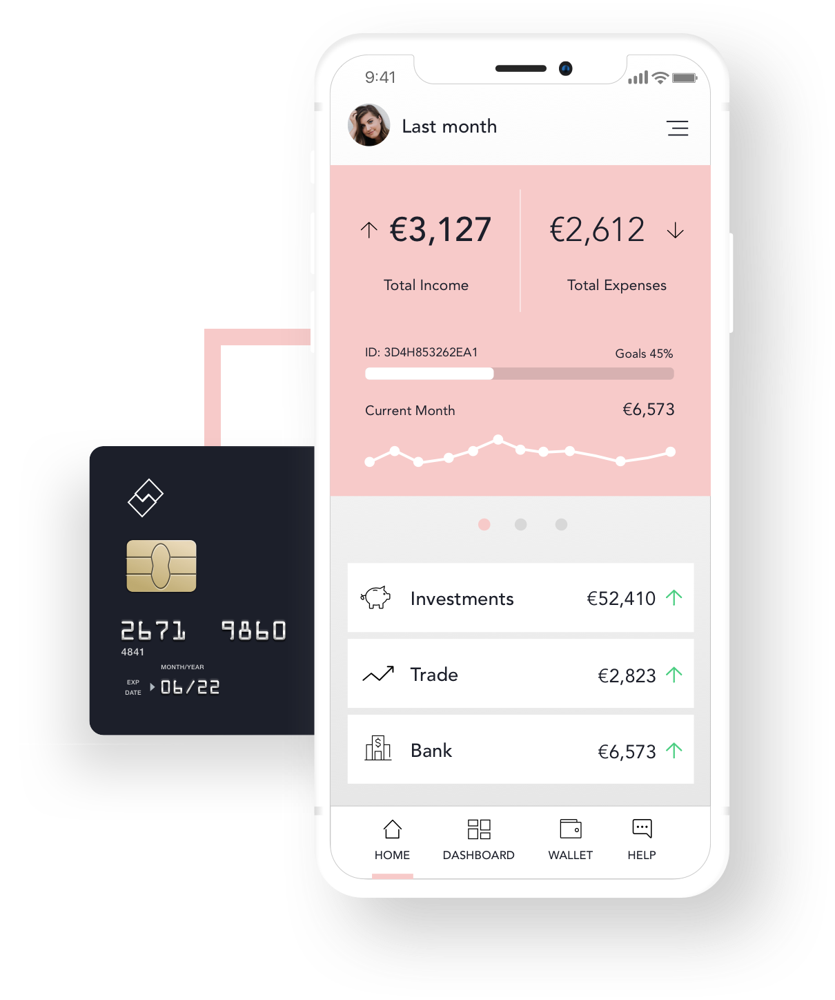 9:41
Last month
€3,127
€2,612
Total Income
Total Expenses
ID: 3D4H853262EA1
Goals 45%
Current Month
€6,573
Investments
€52,410
Trade
€2,823
Bank
$
€6,573
HOME
DASHBOARD
WALLET
HELP
2671 9860
4841
MONTH/YEAR
EXP
DATE
06/22